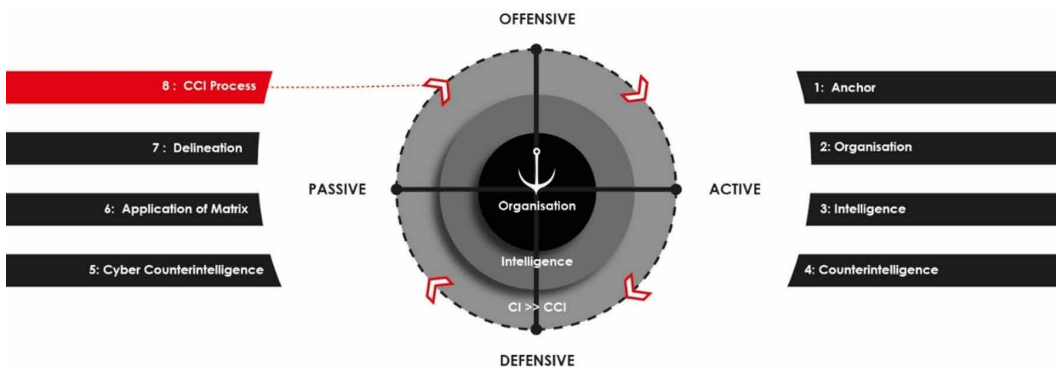 OFFENSIVE
8 : CCI Process
1: Anchor
7 : Delineation
2: Organisation
PASSIVE
ACTIVE
6: Application of Matrix
Organisation
3: Intelligence
5: Cyber Counterintelligence
Intelligence
4: Counterintelligence
CI >> CCI
DEFENSIVE